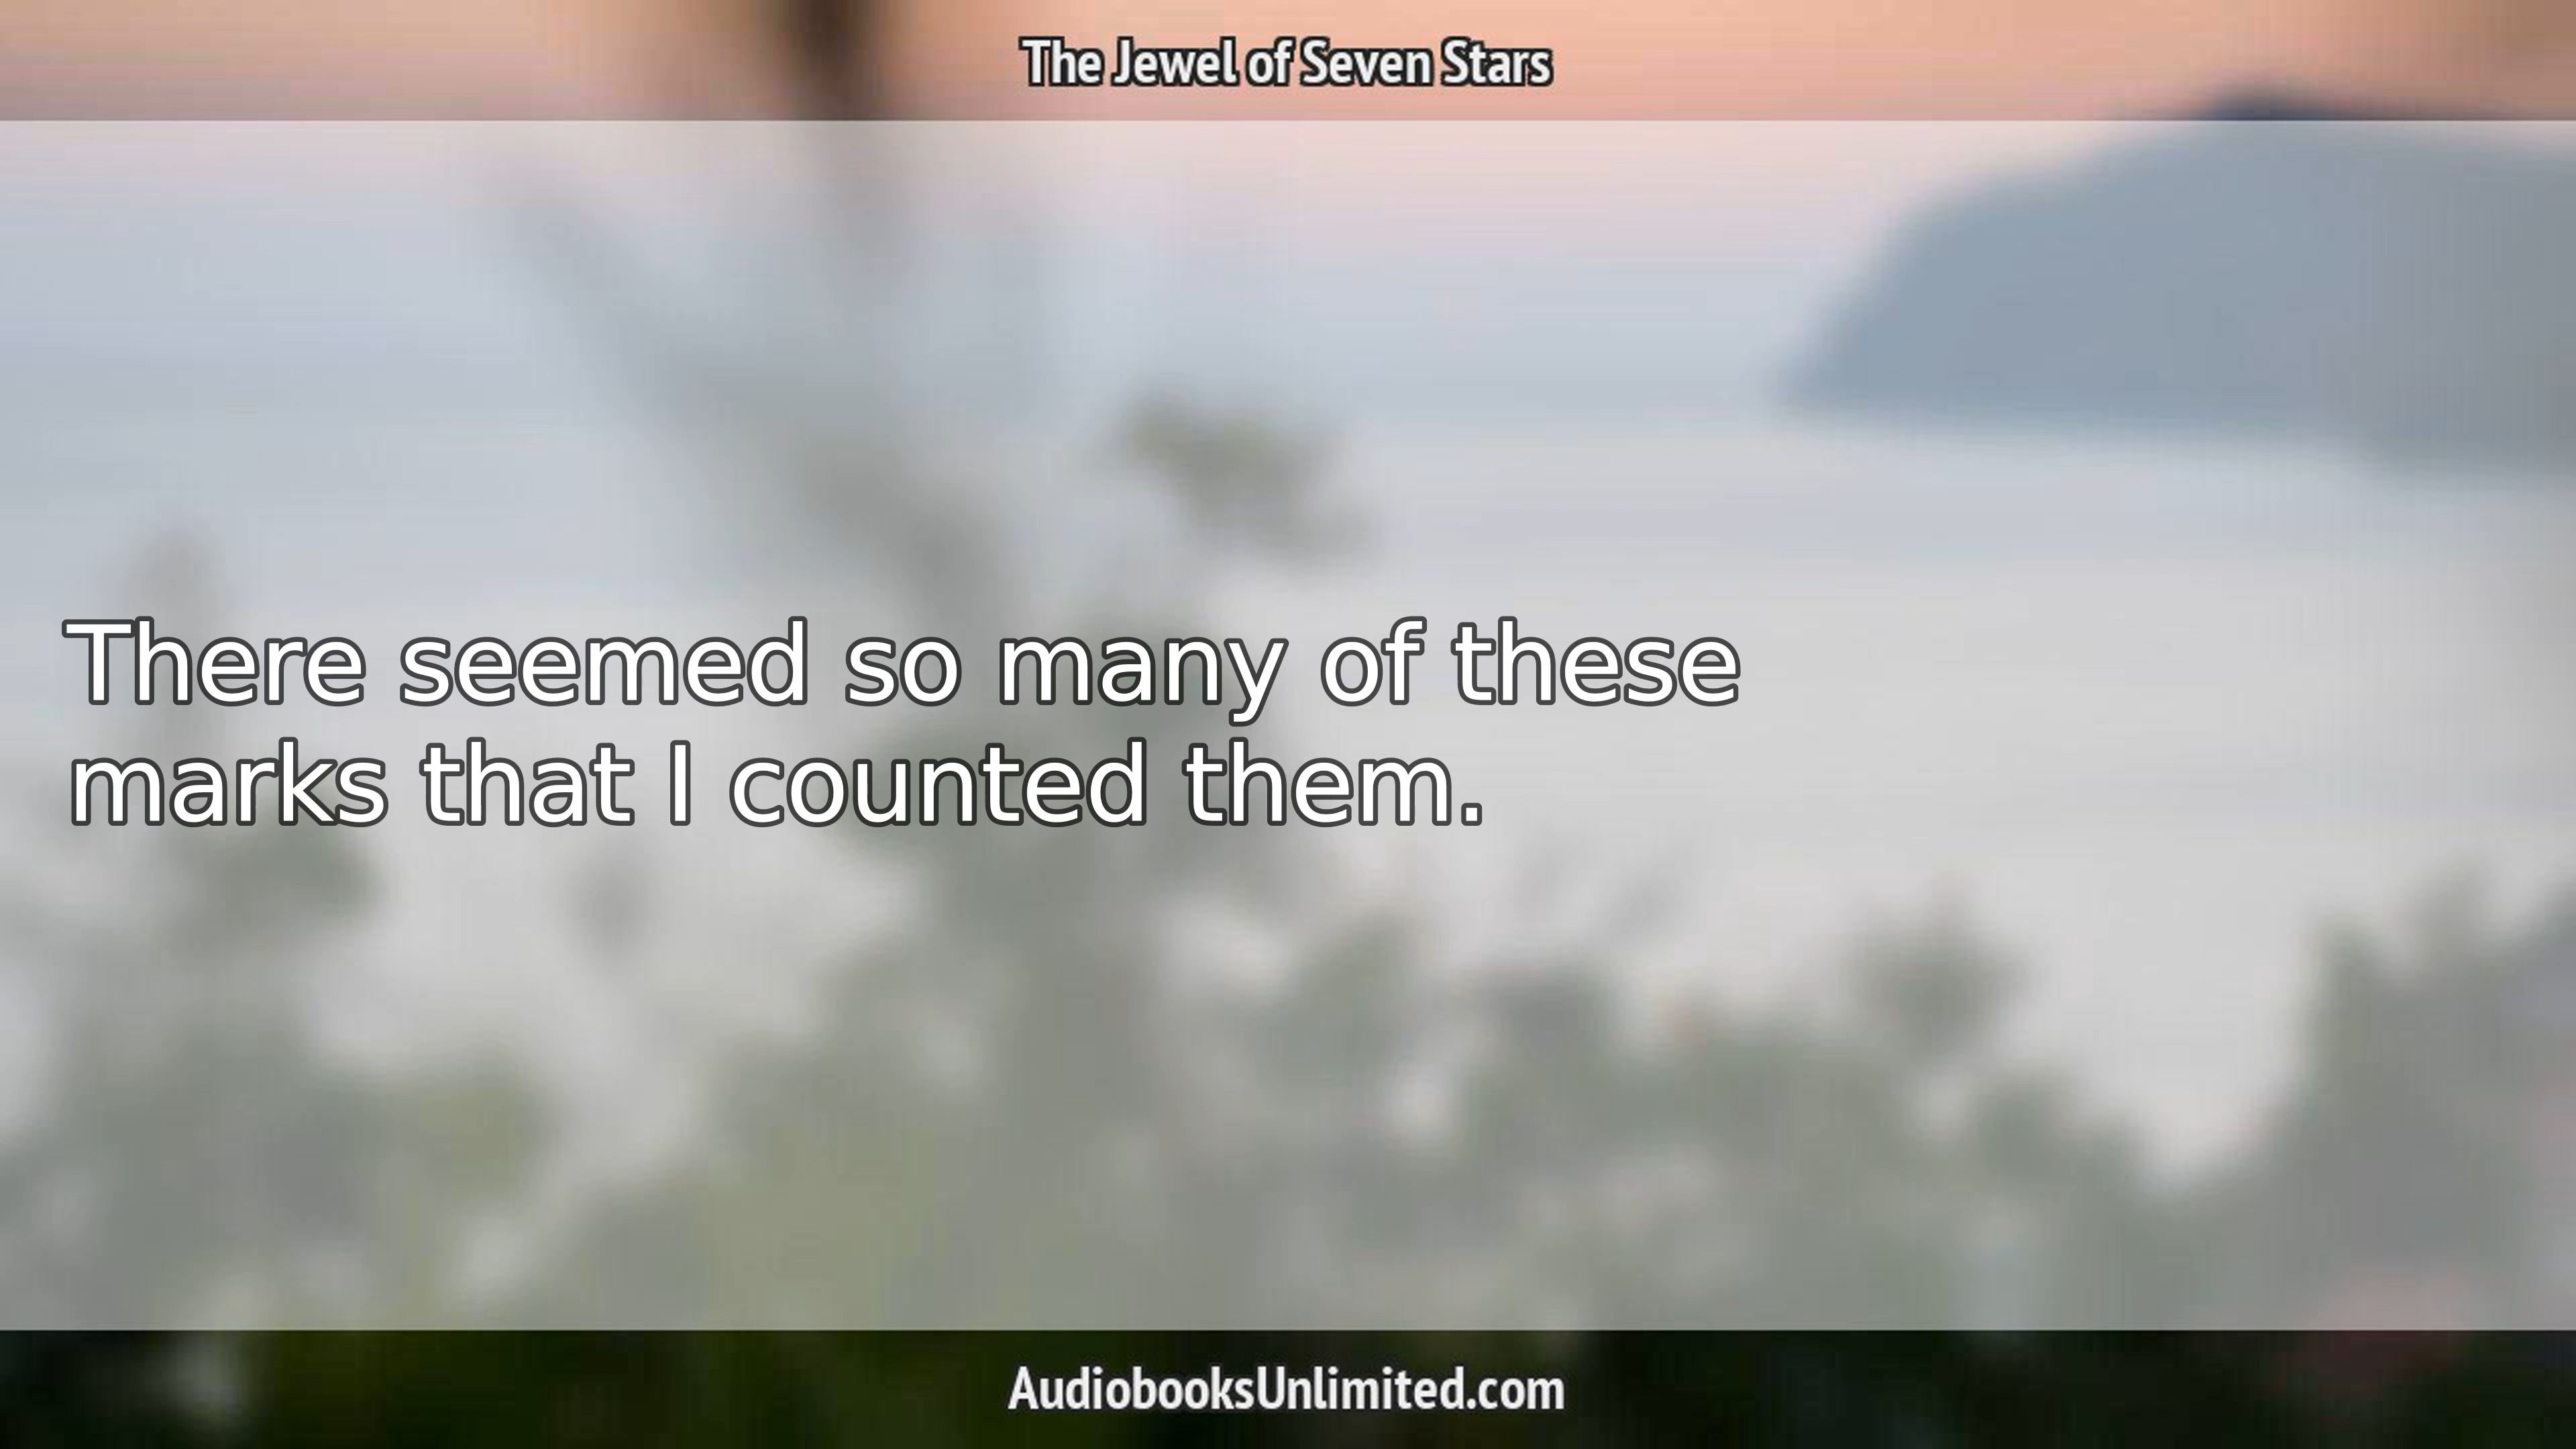 The Jewel of Seven Stars
There seemed so many of these
marks that I counted them.
AudiobooksUnlimited.com